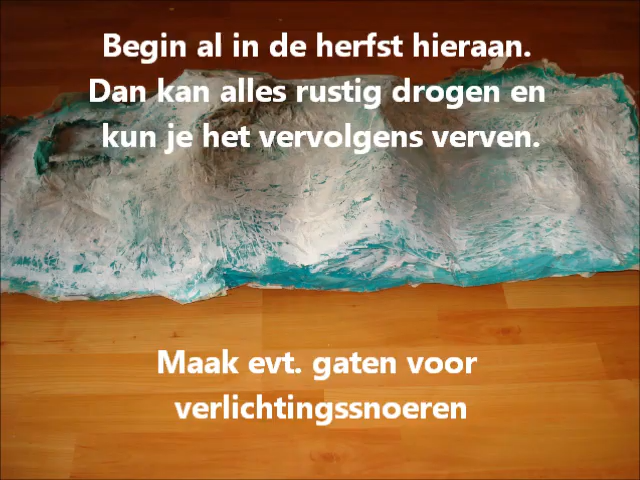 Begin al in de herfst hieraan.
Dan kan alles rustig drogen en
kun je het vervolgens verven.
Maak evt. gaten voor
verlichtingssnoeren